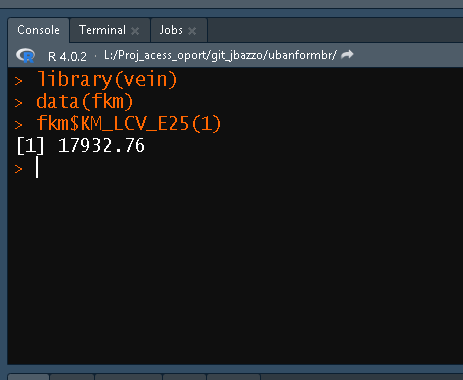 Console Terminal Jobs
R 4.0.2 · L:/Proj_acess_oport/git_jbazzo/ubanformbr/
> library(vein)
> data(fkm)
> fkm$KM_LCV_E25(1)
[1] 17932.76
>